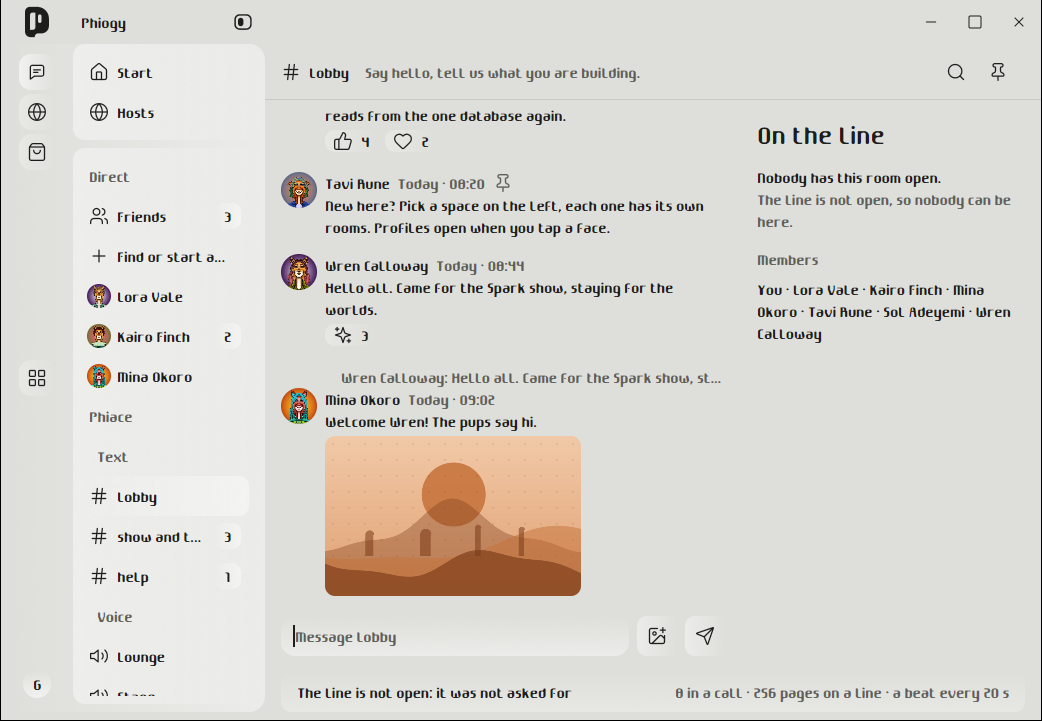 Phiogy
Start
Hosts
Direct
Friends 3
Find or start a...
Lora Vale
Kairo Finch 2
Mina Okoro
Phiace
Text
Lobby
show and t... 3
help 1
Voice
Lounge
6
# Lobby Say hello, tell us what you are building.
reads from the one database again.
4 2
Tavi Rune Today · 08:20
New here? Pick a space on the left, each one has its own
rooms. Profiles open when you tap a face.
Wren Calloway Today · 08:44
Hello all. Came for the Spark show, staying for the
worlds.
3
Wren Calloway: Hello all. Came for the Spark show, st...
Mina Okoro Today · 09:02
Welcome Wren! The pups say hi.
Message Lobby
On the Line
Nobody has this room open.
The Line is not open, so nobody can be
here.
Members
You · Lora Vale · Kairo Finch · Mina
Okoro · Tavi Rune · Sol Adeyemi · Wren
Calloway
The Line is not open: it was not asked for
0 in a call · 256 pages on a Line · a beat every 20 s